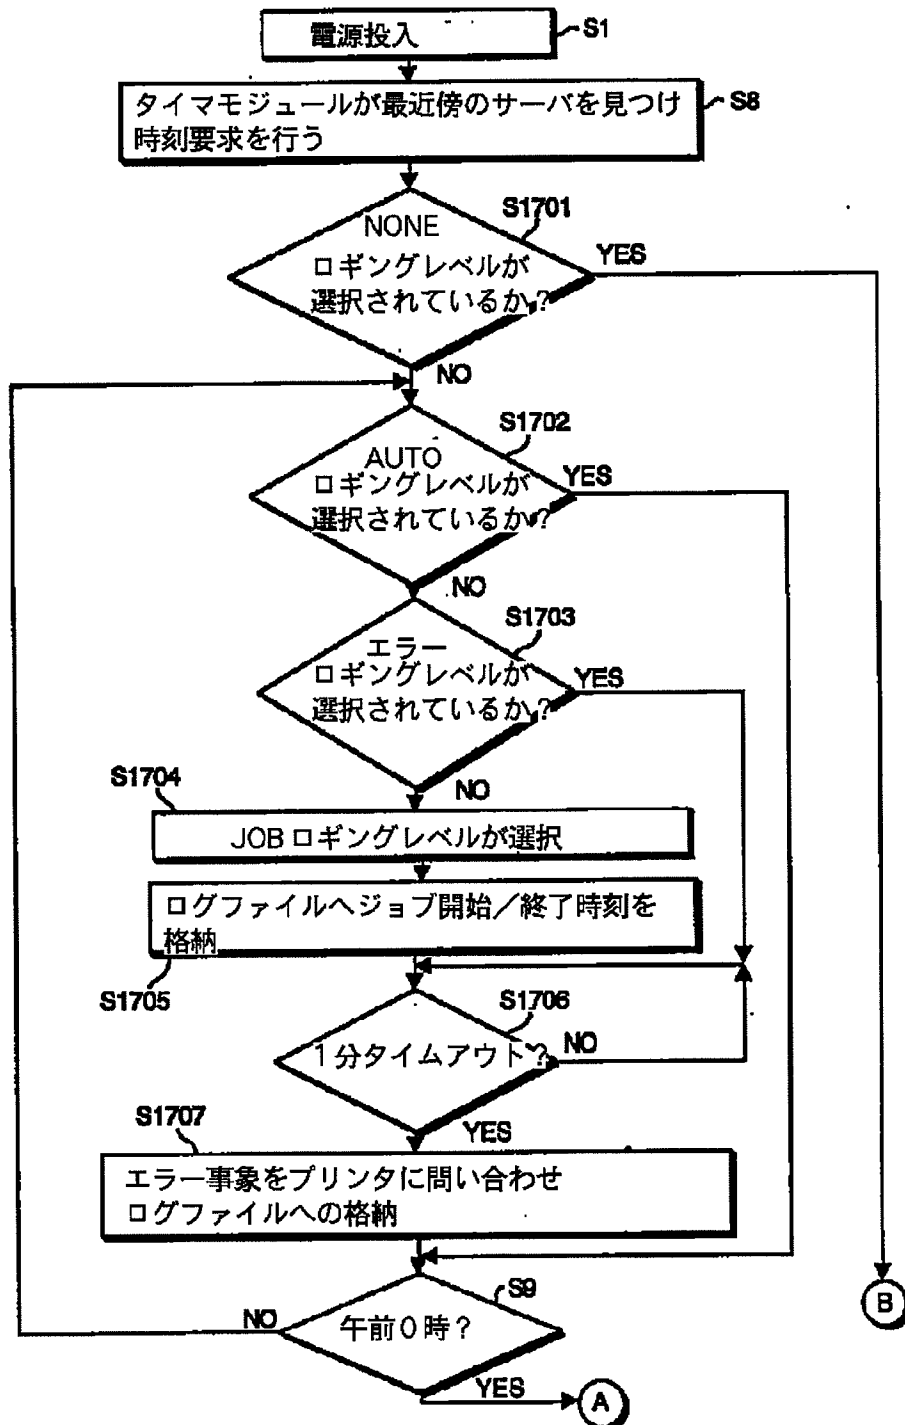 電源投入
S1
タイマモジュールが最近傍のサーバを見つけ
時刻要求を行う
S8
S1701
NONE
ロギングレベルが
選択されているか？
YES
NO
S1702
AUTO
ロギングレベルが
選択されているか？
YES
NO
S1703
エラー
ロギングレベルが
選択されているか？
YES
NO
S1704
JOB ロギングレベルが選択
ログファイルへジョブ開始／終了時刻を
格納
S1705
S1706
1分タイムアウト？
NO
YES
S1707
エラー事象をプリンタに問い合わせ
ログファイルへの格納
S9
午前0時？
NO
YES
A
B